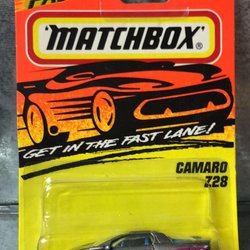 MATCHBOX®
GET IN THE FAST LANE!
CAMARO
Z28